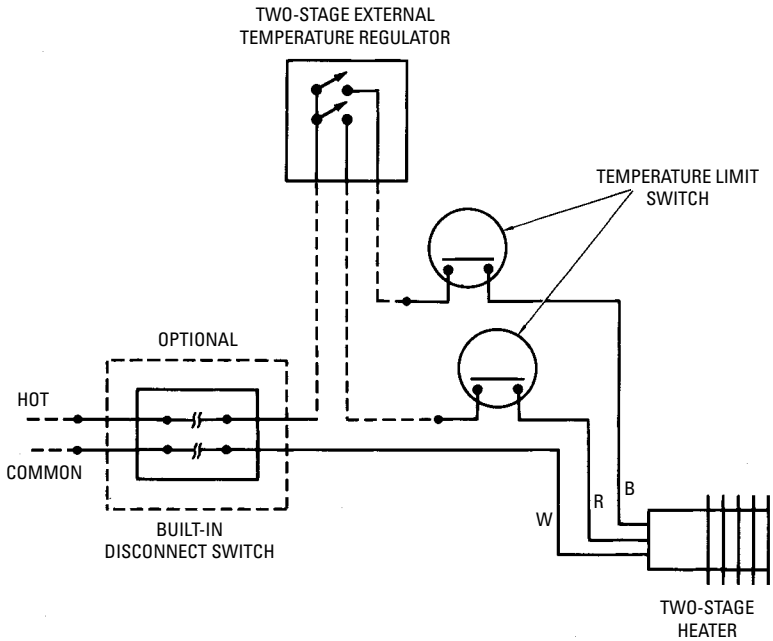 TWO-STAGE EXTERNAL
TEMPERATURE REGULATOR
TEMPERATURE LIMIT
SWITCH
OPTIONAL
HOT
COMMON
BUILT-IN
DISCONNECT SWITCH
W
R
B
TWO-STAGE
HEATER